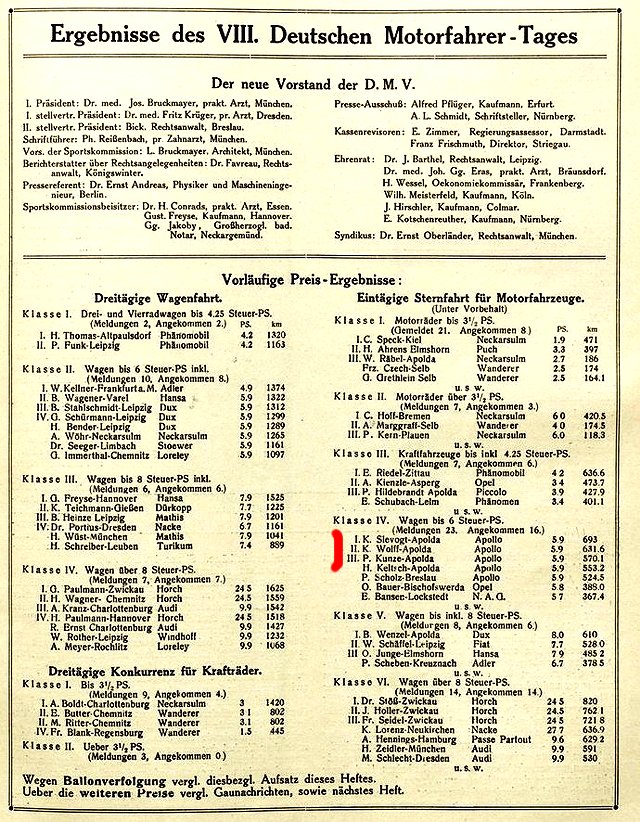 Ergebnisse des VIII. Deutschen Motorfahrer-Tages
Der neue Vorstand der D. M. V.
I. Präsident: Dr. med. Jos. Bruckmayer, prakt. Arzt, München.
I. stellvertr. Präsident: Dr. med. Fritz Krüger, pr. Arzt, Dresden.
II. stellvertr. Präsident: Bick. Rechtsanwalt, Breslau.
Schriftführer: Ph. Reißenbach, pr. Zahnarzt, München.
Vors. der Sportskommission: L. Bruckmayer, Architekt, München.
Berichterstatter über Rechtsangelegenheiten: Dr. Favreau, Rechts-
anwalt, Königswinter.
Pressereferent: Dr. Ernst Andreas, Physiker und Maschineninge-
nieur, Berlin.
Sportskommissionsbeisitzer: Dr. H. Conrads, prakt. Arzt, Essen.
Gust. Freyse, Kaufmann, Hannover.
Gg. Jakoby, Großherzogl. bad.
Notar, Neckargemünd.
Presse-Ausschuß: Alfred Pflüger, Kaufmann, Erfurt.
A. L. Schmidt, Schriftsteller, Nürnberg.
Kassenrevisoren: E. Zimmer, Regierungsassessor, Darmstadt.
Franz Frischmuth, Direktor, Striegau.
Ehrenrat: Dr. J. Barthel, Rechtsanwalt, Leipzig.
Dr. med. Joh. Gg. Eras, prakt. Arzt, Bräunsdorf.
H. Wessel, Oekonomiekommissär, Frankenberg.
Wilh. Meisterfeld, Kaufmann, Köln.
J. Hirschler, Kaufmann, Colmar.
E. Kotschenreuther, Kaufmann, Nürnberg.
Syndikus: Dr. Ernst Oberländer, Rechtsanwalt, München.
Vorläufige Preis-Ergebnisse:
Dreitägige Wagenfahrt.
Klasse I. Drei- und Vierradwagen bis 4.25 Steuer-PS.
(Meldungen 2, Angekommen 2.) PS. km
I. H. Thomas-Altpaulsdorf Phänomobil 4.2 1320
II. P. Funk-Leipzig Phänomobil 4.2 1163
Klasse II. Wagen bis 6 Steuer-PS inkl.
(Meldungen 10, Angekommen 8.)
I. W. Kellner-Frankfurt a. M. Adler 4.9 1374
II. B. Wagener-Varel Hansa 5.9 1322
III. B. Stahlschmidt-Leipzig Dux 5.9 1312
IV. G. Schürmann-Leipzig Dux 5.9 1299
H. Bender-Leipzig Dux 5.9 1289
A. Wöhr-Neckarsulm Neckarsulm 5.9 1265
Dr. Seeger-Limbach Stoewer 5.9 1161
G. Immerthal-Chemnitz Loreley 5.9 1097
Klasse III. Wagen bis 8 Steuer-PS inkl.
(Meldungen 6, Angekommen 6.)
I. G. Freyse-Hannover Hansa 7.9 1525
II. K. Teichmann-Gießen Dürkopp 7.7 1225
III. B. Heinze Leipzig Mathis 7.9 1201
IV. Dr. Portius-Dresden Nacke 6.7 1161
H. Wüst-München Mathis 7.9 1041
H. Schreiber-Leuben Turikum 7.4 889
Klasse IV. Wagen über 8 Steuer-PS.
(Meldungen 7, Angekommen 7.)
I. G. Paulmann-Zwickau Horch 24 5 1625
II. H. Wagner-Chemnitz Horch 24 5 1559
III. A. Kranz-Charlottenburg Audi 9.9 1542
IV. H. Paulmann-Hannover Horch 24 5 1518
R. Ernst Charlottenburg Audi 9.9 1427
W. Rother-Leipzig Windhoff 9.9 1232
A. Meyer-Rochlitz Loreley 9.9 1068
Dreitägige Konkurrenz für Krafträder.
Klasse I. Bis 3½ PS.
(Meldungen 9, Angekommen 4.)
I. A. Boldt-Charlottenburg Neckarsulm 3 1420
II. E. Butter-Chemnitz Wanderer 3 1 802
II. M. Ritter-Chemnitz Wanderer 3.1 802
IV. Fr. Blank-Regensburg Wanderer 1.5 445
Klasse II. Ueber 3½ PS.
(Meldungen 3, Angekommen 0.)
Eintägige Sternfahrt für Motorfahrzeuge.
(Unter Vorbehalt)
Klasse I. Motorräder bis 3½ PS.
(Gemeldet 21. Angekommen 8.) PS. km
I. C. Speck-Kiel Neckarsulm 1.9 471
II. H. Ahrens Elmshorn Puch 3.3 397
III. W. Räbel-Apolda Neckarsulm 2.7 186
Frz. Czech-Selb Wanderer 2.5 174
G. Grethlein Selb Wanderer 2.5 164.1
u. s. w.
Klasse II. Motorräder über 3½ PS.
(Meldungen 7, Angekommen 3.)
I. C. Hoff-Bremen Neckarsulm 6 0 420.5
II. A. Marggraff-Selb Wanderer 4 0 174.5
III. P. Kern-Plauen Neckarsulm 6.0 118.3
u. s. w.
Klasse III. Kraftfahrzeuge bis inkl 4.25 Steuer-PS.
(Meldungen 7, Angekommen 6.)
I. E. Riedel-Zittau Phänomobil 4 2 636.6
II. A. Kienzle-Asperg Opel 3 4 473.7
III. P. Hildebrandt Apolda Piccolo 3.9 427.9
E. Schubach-Lelm Phänomen 3.4 401.1
u. s. w.
Klasse IV. Wagen bis 6 Steuer-PS.
(Meldungen 23. Angekommen 16.)
I. K. Slevogt-Apolda Apollo 5.9 693
II. K. Wolff-Apolda Apollo 5.9 631.6
III. P. Kunze-Apolda Apollo 5.9 570.1
H. Keltsch-Apolda Apollo 5.9 553.2
P. Scholz-Breslau Apollo 5.9 524.5
O. Bauer-Bischofswerda Opel 5 8 389.0
E. Bansen-Lockstedt N. A. G. 5 7 367.4
u. s. w.
Klasse V. Wagen bis inkl. 8 Steuer-PS.
(Meldungen 8, Angekommen 6.)
I. B. Wenzel-Apolda Dux 8.0 610
II. W. Schäffel-Leipzig Fiat 7.7 528 0
III O. Junge-Elmshorn Hansa 7 9 485.2
P. Scheben-Kreuznach Adler 6.7 378 5
u. s. w.
Klasse VI. Wagen über 8 Steuer-PS.
(Meldungen 14, Angekommen 14.)
I. Dr. Stöß-Zwickau Horch 24.5 820
II. J. Holler-Zwickau Horch 24.5 762 1
III. Fr. Seidel-Zwickau Horch 24.5 721 8
K. Lorenz-Neukirchen Nacke 27 7 636.9
A. Hennings-Hamburg Passe Partout 9.6 629.2
H. Zeidler-München Audi 9.9 591
M. Schlecht-Dresden Audi 9.9 530
u. s. w.
Wegen Ballonverfolgung vergl. diesbezgl. Aufsatz dieses Heftes.
Ueber die weiteren Preise vergl. Gaunachrichten, sowie nächstes Heft.